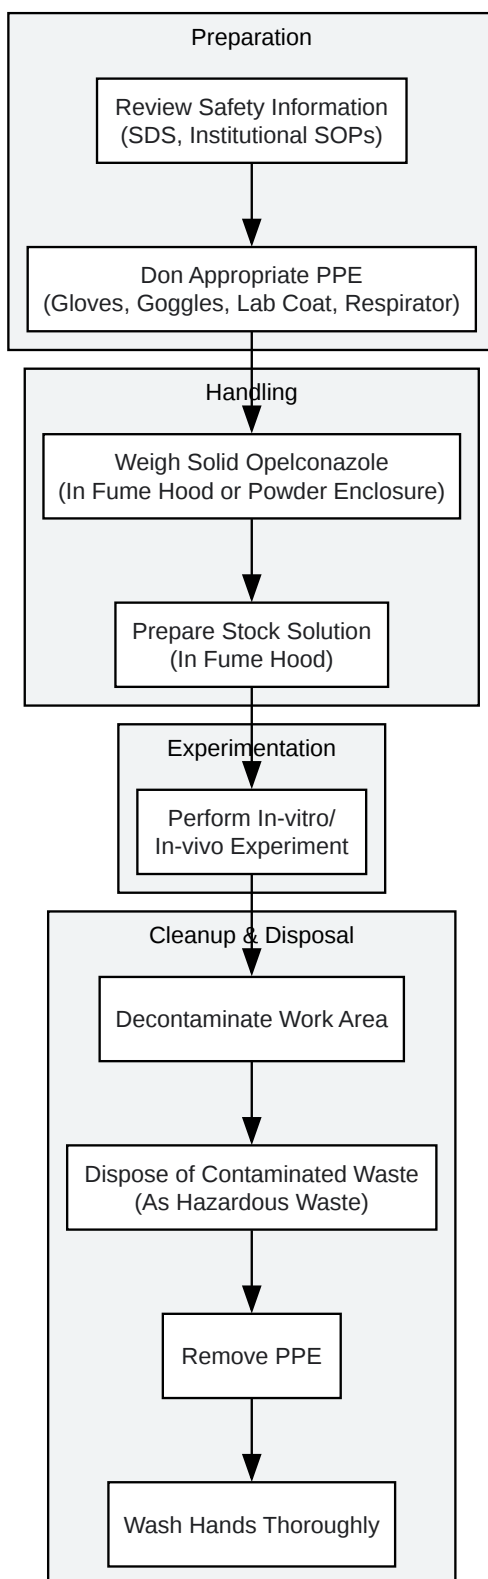 Preparation
Review Safety Information
(SDS, Institutional SOPs)
Don Appropriate PPE
(Gloves, Goggles, Lab Coat, Respirator)
Handling
Weigh Solid Opelconazole
(In Fume Hood or Powder Enclosure)
Prepare Stock Solution
(In Fume Hood)
Experimentation
Perform In-vitro/
In-vivo Experiment
Cleanup & Disposal
Decontaminate Work Area
Dispose of Contaminated Waste
(As Hazardous Waste)
Remove PPE
Wash Hands Thoroughly